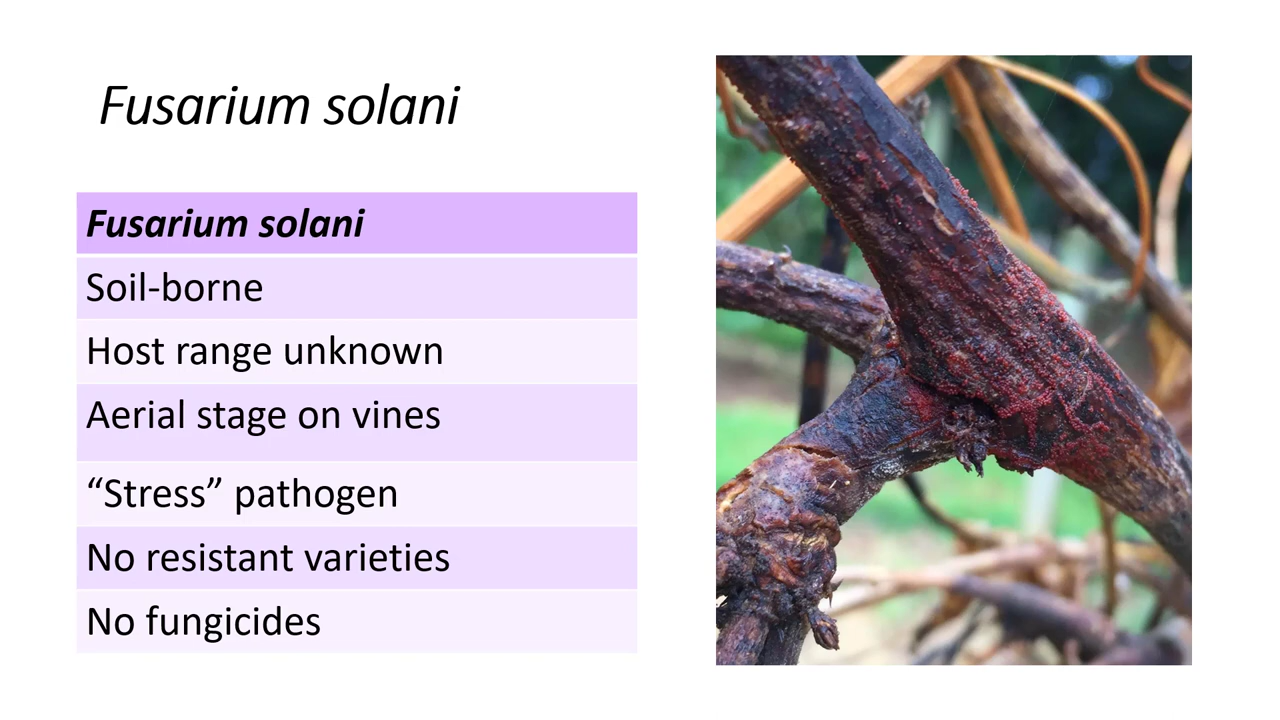 Fusarium solani
Fusarium solani
Soil-borne
Host range unknown
Aerial stage on vines
“Stress” pathogen
No resistant varieties
No fungicides